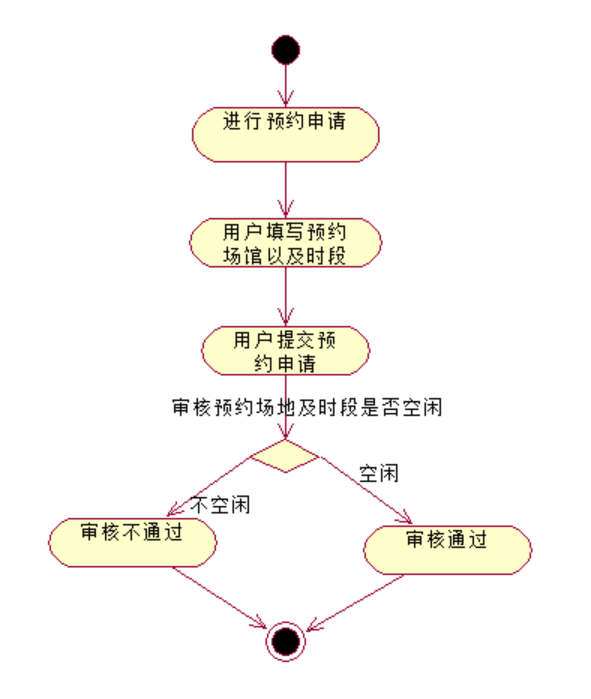 进行预约申请
用户填写预约
场馆以及时段
用户提交预
约申请
审核预约场地及时段是否空闲
空闲
不空闲
审核不通过
审核通过